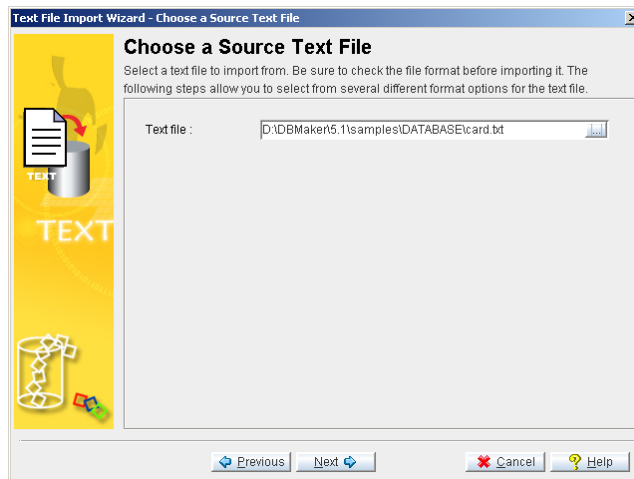 Text File Import Wizard - Choose a Source Text File
Choose a Source Text File
Select a text file to import from. Be sure to check the file format before importing it. The
following steps allow you to select from several different format options for the text file.
Text file :
D:\DBMaker\5.1\samples\DATABASE\card.txt
...
TEXT
TEXT
Previous
Next
Cancel
Help